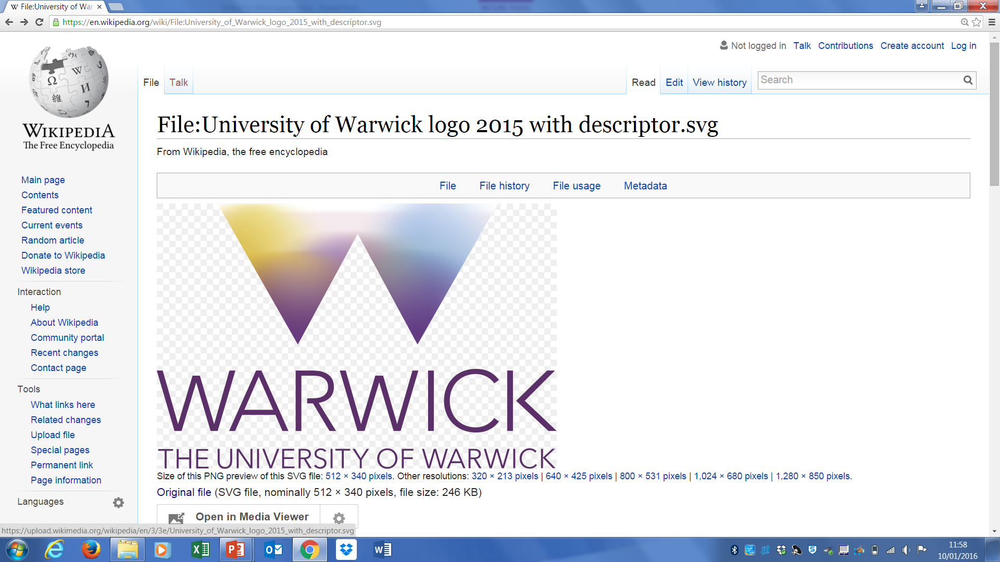 File:University of War
https://en.wikipedia.org/wiki/File:University_of_Warwick_logo_2015_with_descriptor.svg
Not logged in Talk Contributions Create account Log in
File Talk Read Edit View history Search
WIKIPEDIA
The Free Encyclopedia
File:University of Warwick logo 2015 with descriptor.svg
From Wikipedia, the free encyclopedia
File File history File usage Metadata
Main page
Contents
Featured content
Current events
Random article
Donate to Wikipedia
Wikipedia store
Interaction
Help
About Wikipedia
Community portal
Recent changes
Contact page
Tools
What links here
Related changes
Upload file
Special pages
Permanent link
Page information
Languages
WARWICK
THE UNIVERSITY OF WARWICK
Size of this PNG preview of this SVG file: 512 × 340 pixels. Other resolutions: 320 × 213 pixels | 640 × 425 pixels | 800 × 531 pixels | 1,024 × 680 pixels | 1,280 × 850 pixels.
Original file (SVG file, nominally 512 × 340 pixels, file size: 246 KB)
Open in Media Viewer
https://upload.wikimedia.org/wikipedia/en/3/3e/University_of_Warwick_logo_2015_with_descriptor.svg
11:58
10/01/2016